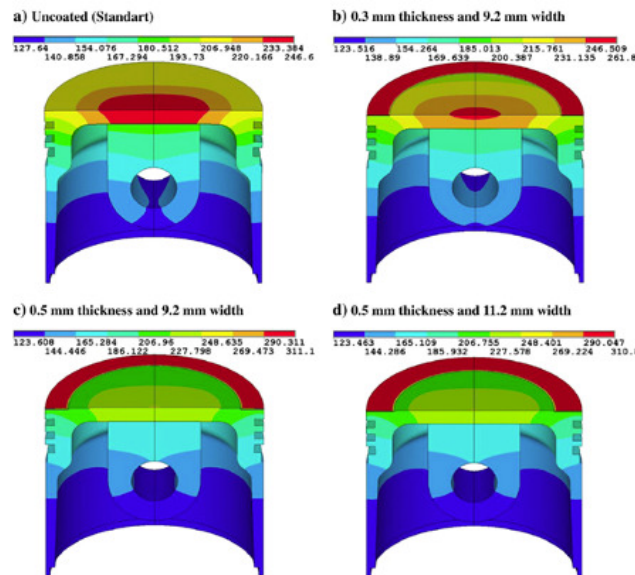 a) Uncoated (Standart)
127.64 154.076 180.512 206.948 233.384
140.858 167.294 193.73 220.166 246.6
b) 0.3 mm thickness and 9.2 mm width
123.516 154.264 185.013 215.761 246.509
138.89 169.639 200.387 231.135 261.8
c) 0.5 mm thickness and 9.2 mm width
123.608 165.284 206.96 248.635 290.311
144.446 186.122 227.798 269.473 311.1
d) 0.5 mm thickness and 11.2 mm width
123.463 165.109 206.755 248.401 290.047
144.286 185.932 227.578 269.224 310.8